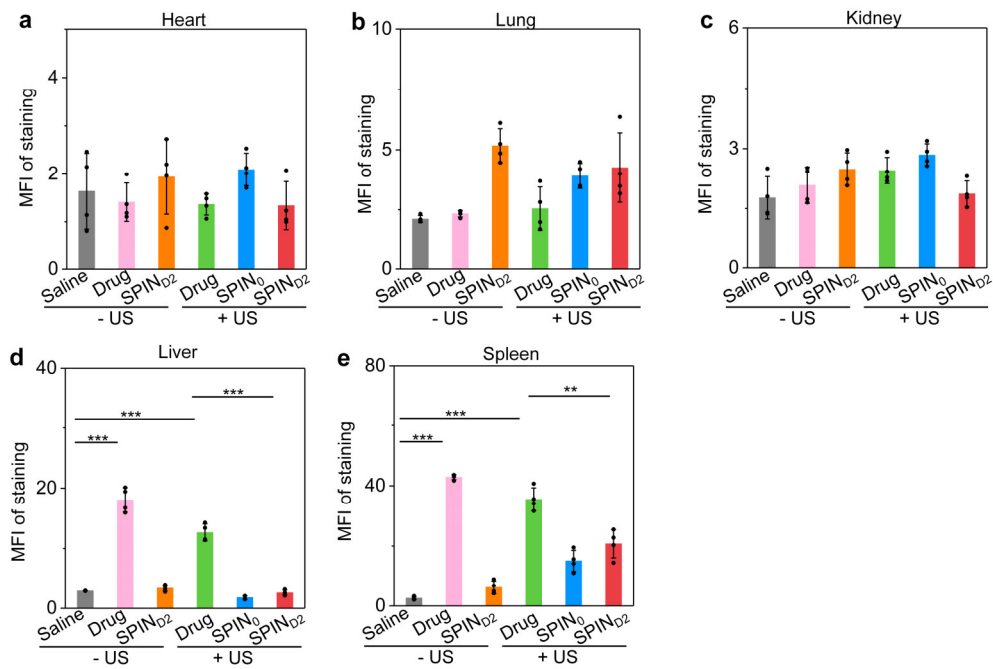 a
Heart
MFI of staining
4
2
0
Saline
Drug
SPIND2
Drug
SPIN0
SPIND2
- US
+ US
b
Lung
MFI of staining
10
5
0
Saline
Drug
SPIND2
Drug
SPIN0
SPIND2
- US
+ US
c
Kidney
MFI of staining
6
3
0
Saline
Drug
SPIND2
Drug
SPIN0
SPIND2
- US
+ US
d
Liver
MFI of staining
40
20
0
***
***
***
Saline
Drug
SPIND2
Drug
SPIN0
SPIND2
- US
+ US
e
Spleen
MFI of staining
80
40
0
**
***
***
Saline
Drug
SPIND2
Drug
SPIN0
SPIND2
- US
+ US